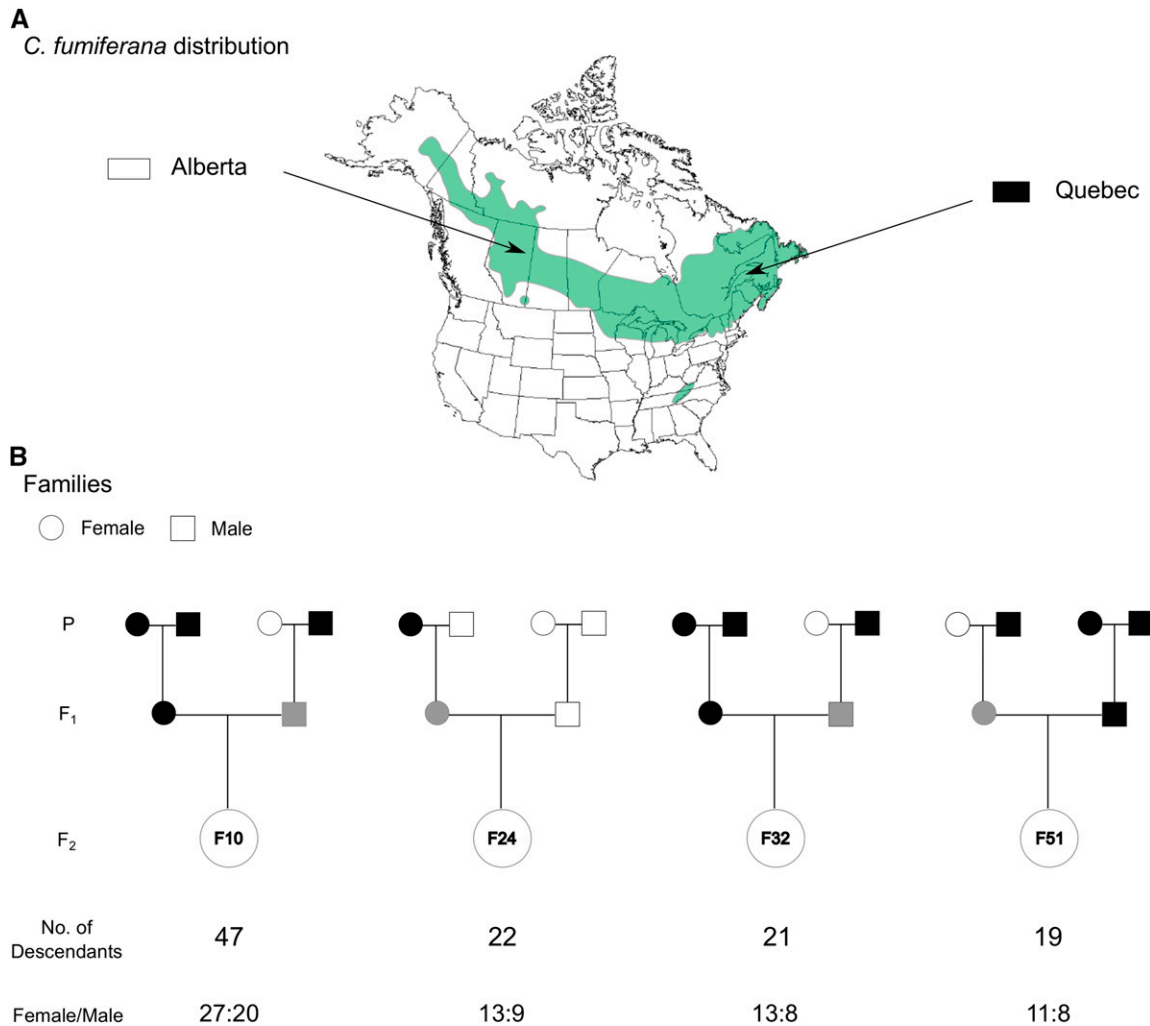 A
C. fumiferana distribution
Alberta
Quebec
B
Families
Female Male
P
F1
F2
F10 F24 F32 F51
No. of
Descendants
47 22 21 19
Female/Male 27:20 13:9 13:8 11:8